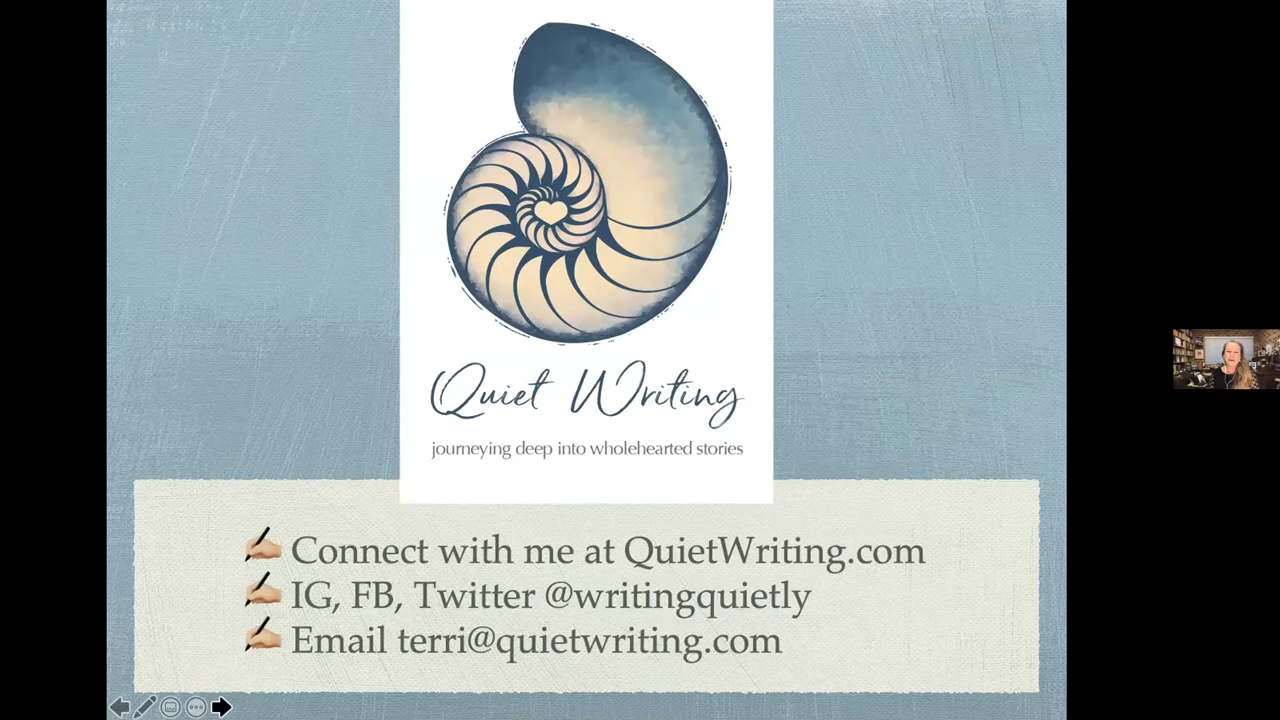 Quiet Writing
journeying deep into wholehearted stories
Connect with me at QuietWriting.com
IG, FB, Twitter @writingquietly
Email terri@quietwriting.com